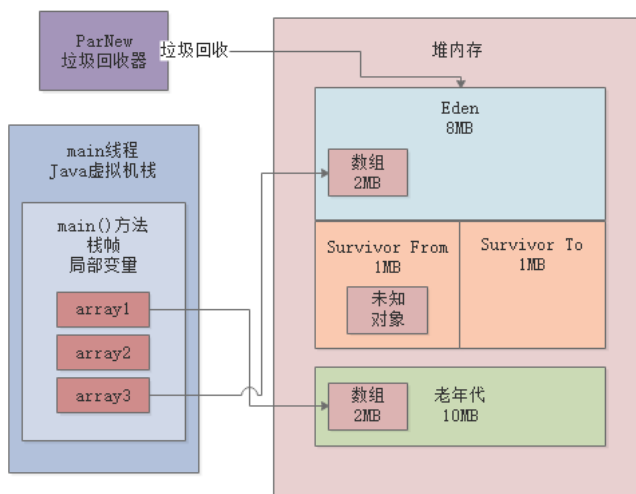 ParNew
垃圾回收器
垃圾回收
堆内存
Eden
8MB
数组
2MB
main线程
Java虚拟机栈
main()方法
栈帧
局部变量
array1
array2
array3
Survivor From
1MB
未知
对象
Survivor To
1MB
数组
2MB
老年代
10MB